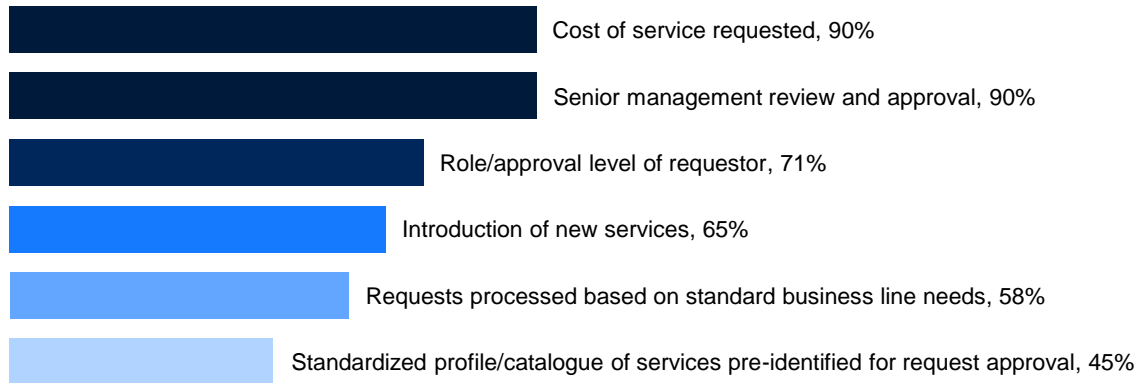 Cost of service requested, 90%
Senior management review and approval, 90%
Role/approval level of requestor, 71%
Introduction of new services, 65%
Requests processed based on standard business line needs, 58%
Standardized profile/catalogue of services pre-identified for request approval, 45%